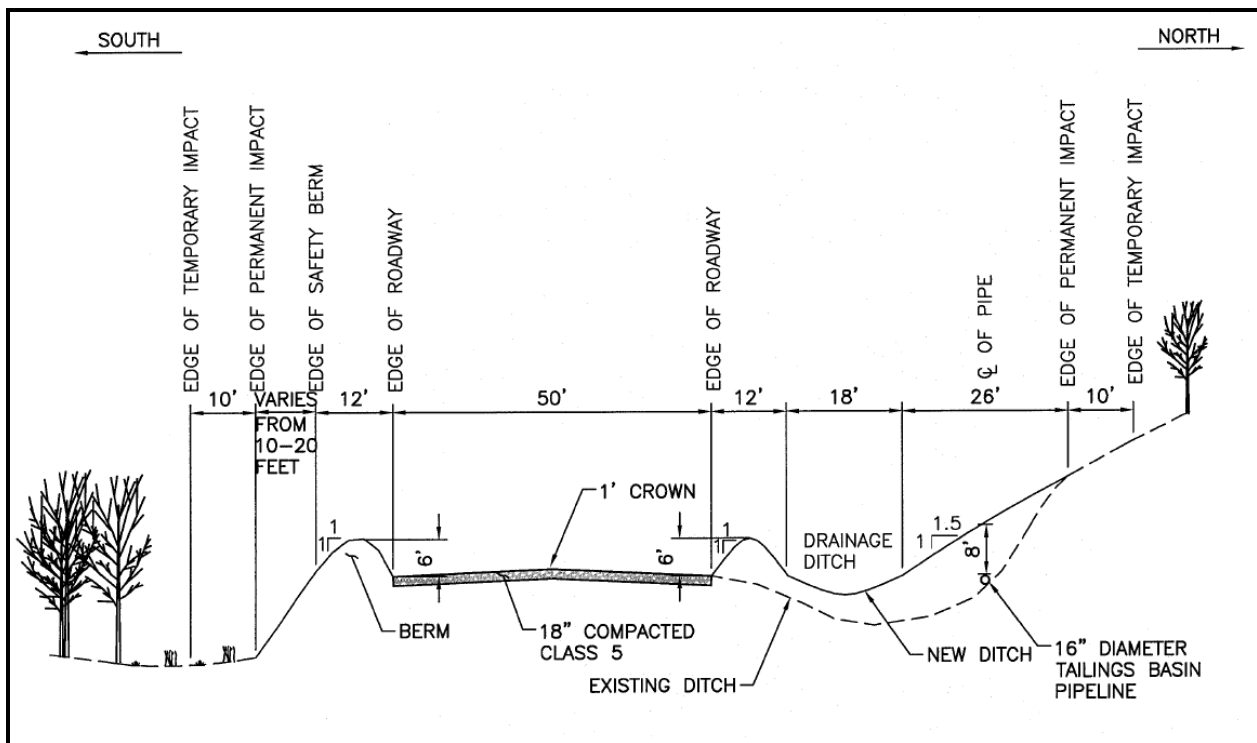 SOUTH
NORTH
EDGE OF TEMPORARY IMPACT
EDGE OF PERMANENT IMPACT
EDGE OF SAFETY BERM
EDGE OF ROADWAY
EDGE OF ROADWAY
℄ OF PIPE
EDGE OF PERMANENT IMPACT
EDGE OF TEMPORARY IMPACT
10'
VARIES
FROM
10-20
FEET
12'
50'
12'
18'
26'
10'
1
1
6'
1' CROWN
6'
1
1
DRAINAGE
DITCH
1.5
1
8'
BERM
18" COMPACTED
CLASS 5
EXISTING DITCH
NEW DITCH
16" DIAMETER
TAILINGS BASIN
PIPELINE